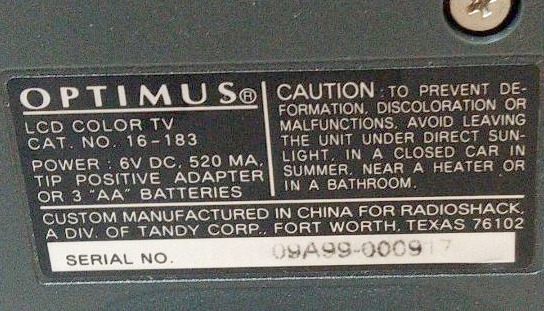 OPTIMUS®
LCD COLOR TV
CAT. NO. 16-183
POWER : 6V DC, 520 MA,
TIP POSITIVE ADAPTER
OR 3 "AA" BATTERIES
CAUTION : TO PREVENT DE-
FORMATION, DISCOLORATION OR
MALFUNCTIONS, AVOID LEAVING
THE UNIT UNDER DIRECT SUN-
LIGHT, IN A CLOSED CAR IN
SUMMER, NEAR A HEATER OR
IN A BATHROOM.
CUSTOM MANUFACTURED IN CHINA FOR RADIOSHACK,
A DIV. OF TANDY CORP., FORT WORTH, TEXAS 76102
SERIAL NO. 09A99-000917